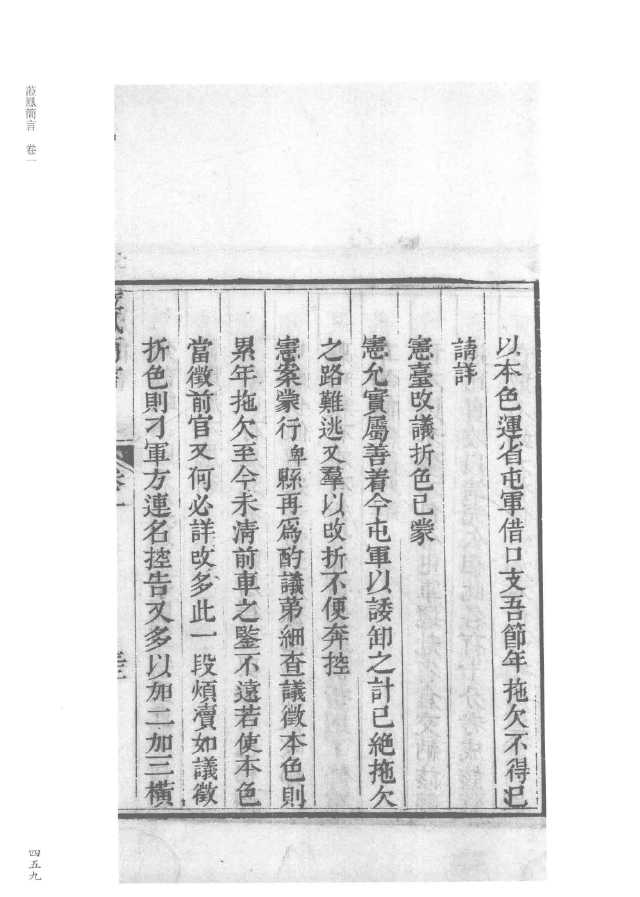 以本色運省屯軍借口支吾節年拖欠不得已
請詳
憲臺改議折色已蒙
憲允實屬善着今屯軍以諉卸之計已絶拖欠
之路難逃又羣以改折不便奔控
憲案蒙行卑縣再爲酌議苐細查議徵本色則
累年拖欠至今未清前車之鑒不遠若使本色
當徵前官又何必詳改多此一段煩瀆如議徵
折色則刁軍方連名控告又多以加二加三橫
卷一
蒞鳳簡言 卷一
四五九